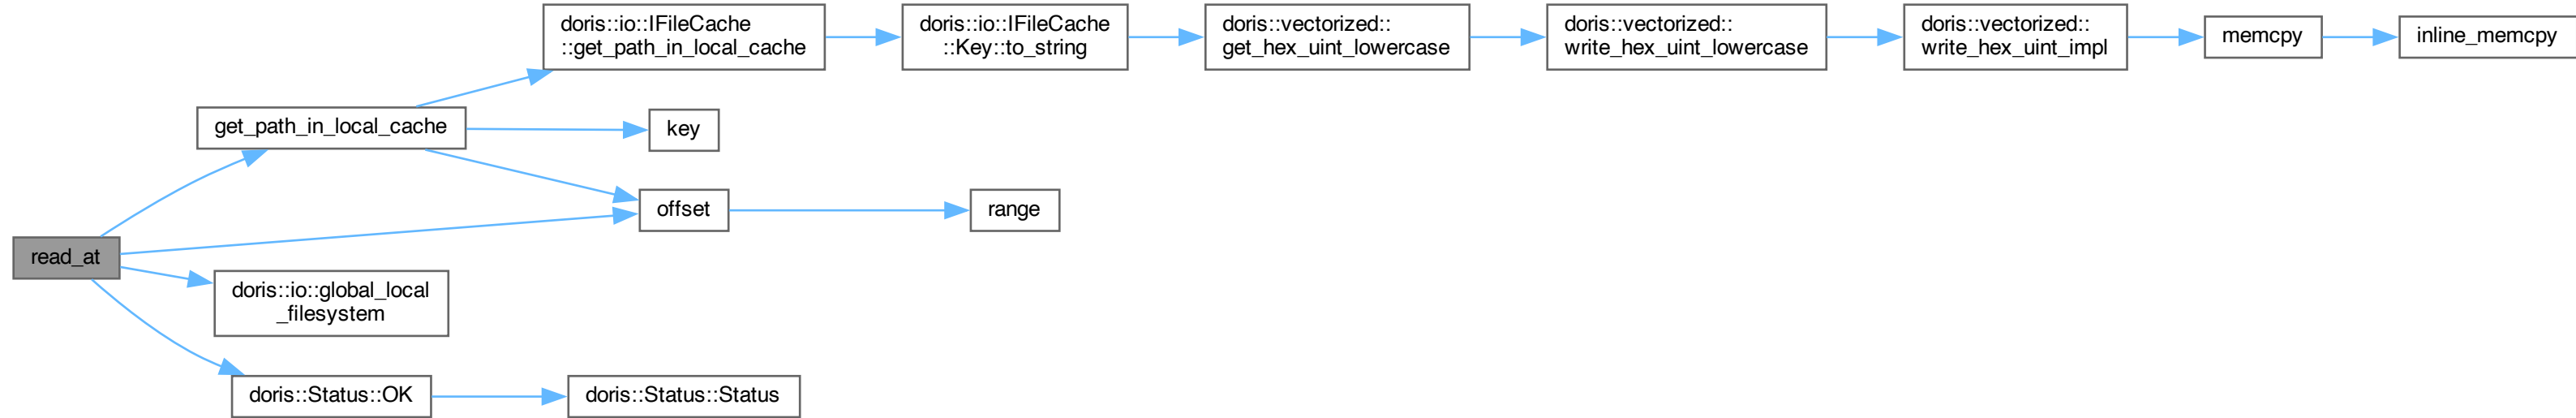 doris::io::IFileCache
::get_path_in_local_cache
doris::io::IFileCache
::Key::to_string
doris::vectorized::
get_hex_uint_lowercase
doris::vectorized::
write_hex_uint_lowercase
doris::vectorized::
write_hex_uint_impl
memcpy
inline_memcpy
get_path_in_local_cache
key
offset
range
read_at
doris::io::global_local
_filesystem
doris::Status::OK
doris::Status::Status